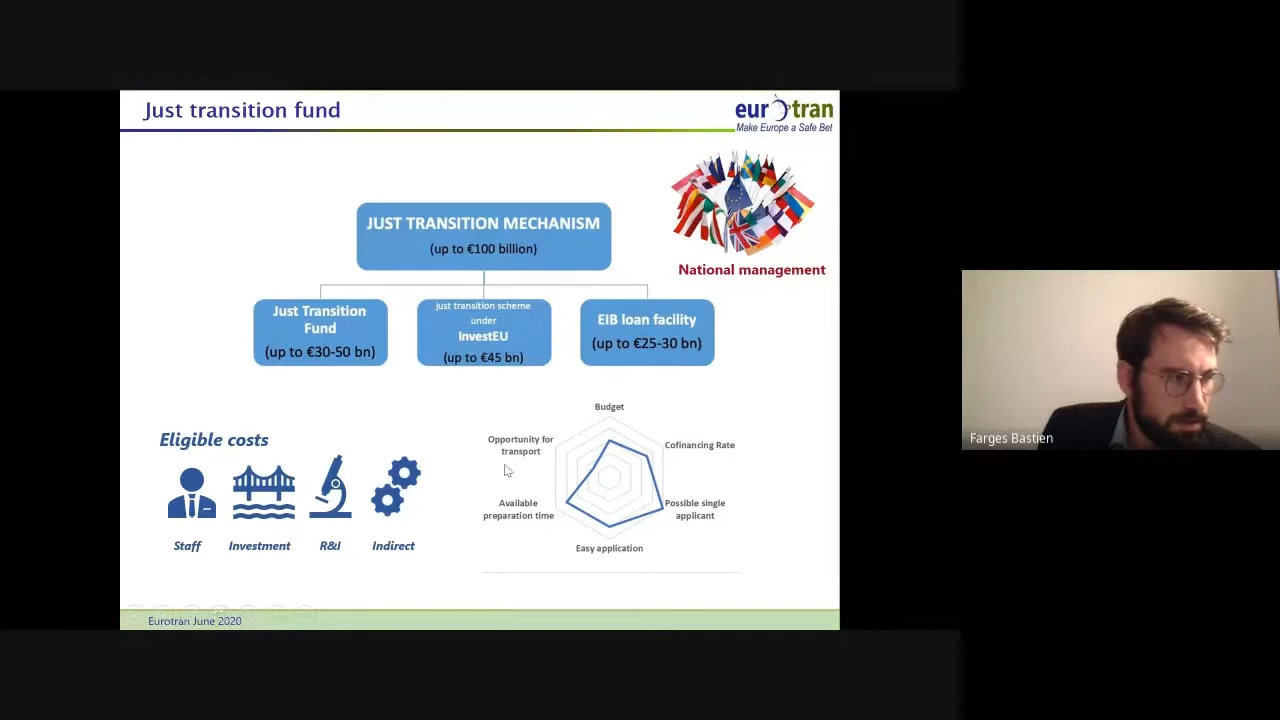 Just transition fund
eurotran
Make Europe a Safe Bet
JUST TRANSITION MECHANISM
(up to €100 billion)
National management
Just Transition
Fund
(up to €30-50 bn)
just transition scheme
under
InvestEU
(up to €45 bn)
EIB loan facility
(up to €25-30 bn)
Eligible costs
Staff
Investment
R&I
Indirect
Budget
Cofinancing Rate
Possible single
applicant
Easy application
Available
preparation time
Opportunity for
transport
Eurotran June 2020
Farges Bastien